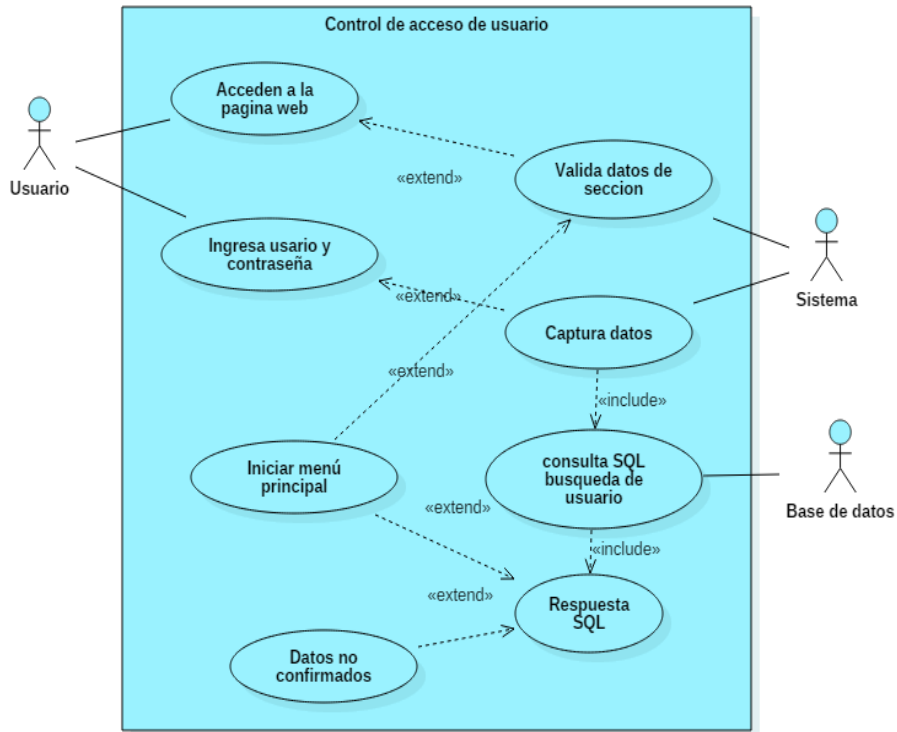 Control de acceso de usuario
Acceden a la
pagina web
Usuario
«extend»
Valida datos de
seccion
Ingresa usario y
contraseña
«extend»
Sistema
Captura datos
«extend»
«include»
Iniciar menú
principal
consulta SQL
busqueda de
usuario
Base de datos
«extend»
«include»
«extend»
Respuesta
SQL
Datos no
confirmados